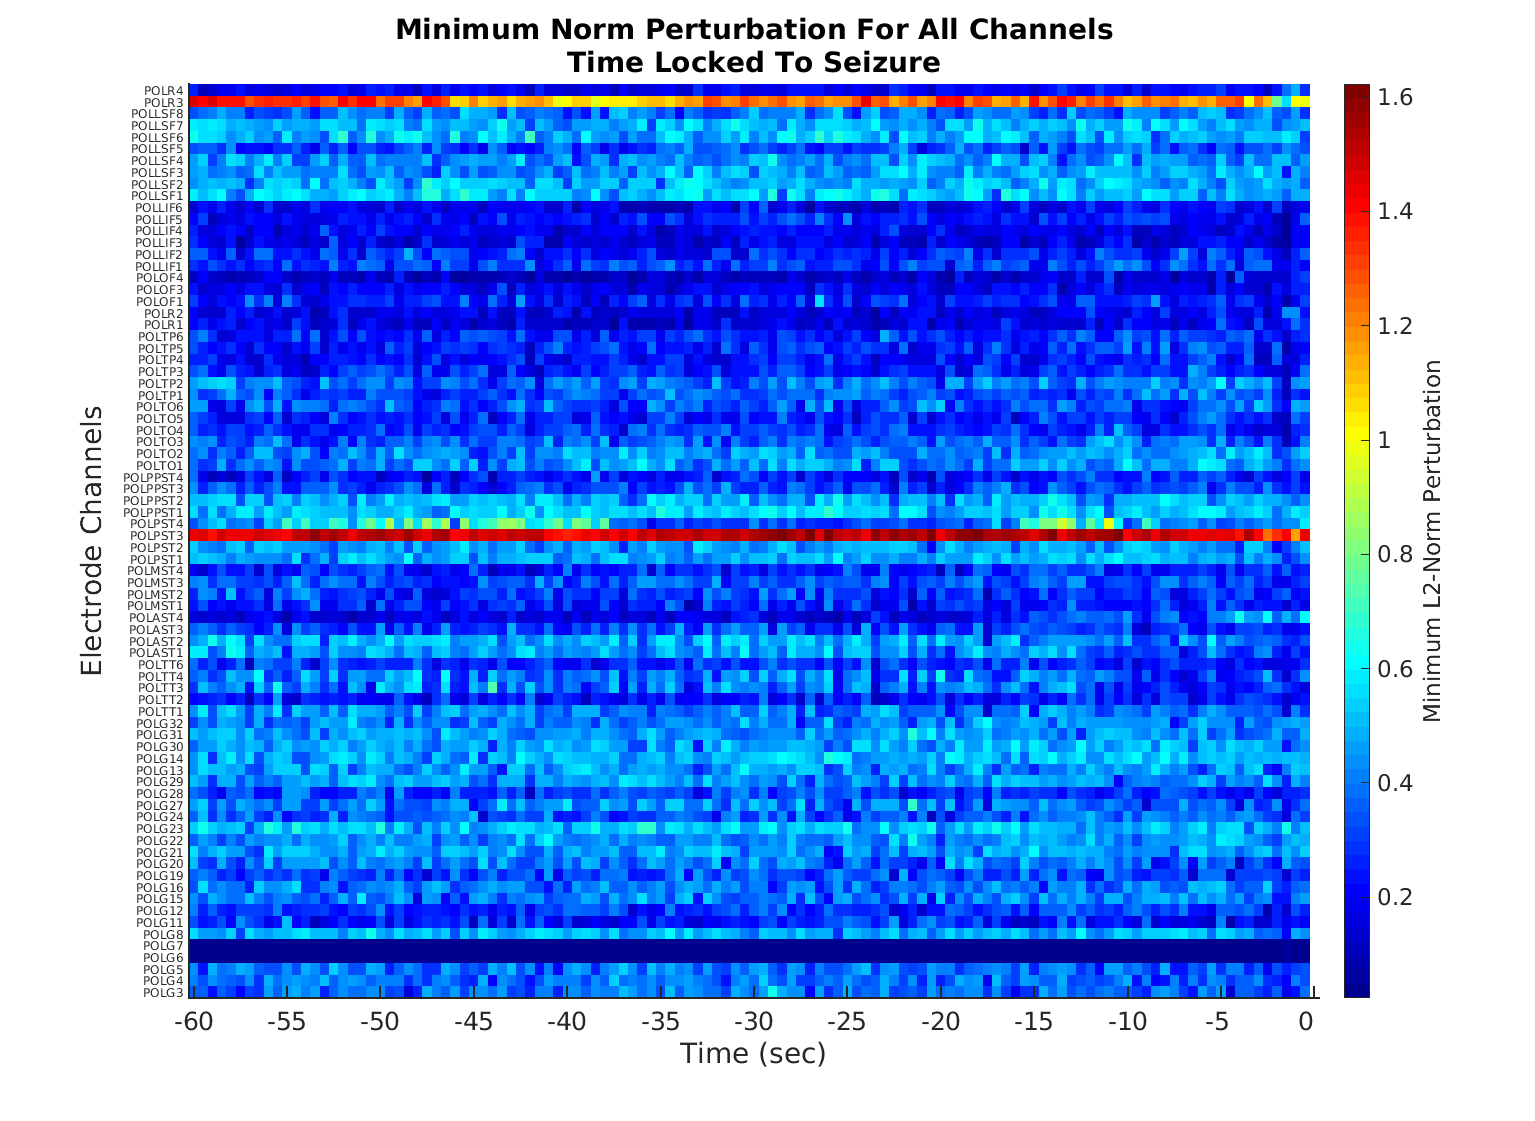 Minimum Norm Perturbation For All Channels
Time Locked To Seizure
Electrode Channels
POLR4
POLR3
POLLSF8
POLLSF7
POLLSF6
POLLSF5
POLLSF4
POLLSF3
POLLSF2
POLLSF1
POLLIF6
POLLIF5
POLLIF4
POLLIF3
POLLIF2
POLLIF1
POLOF4
POLOF3
POLOF1
POLR2
POLR1
POLTP6
POLTP5
POLTP4
POLTP3
POLTP2
POLTP1
POLTO6
POLTO5
POLTO4
POLTO3
POLTO2
POLTO1
POLPPST4
POLPPST3
POLPPST2
POLPPST1
POLPST4
POLPST3
POLPST2
POLPST1
POLMST4
POLMST3
POLMST2
POLMST1
POLAST4
POLAST3
POLAST2
POLAST1
POLTT6
POLTT4
POLTT3
POLTT2
POLTT1
POLG32
POLG31
POLG30
POLG14
POLG13
POLG29
POLG28
POLG27
POLG24
POLG23
POLG22
POLG21
POLG20
POLG19
POLG16
POLG15
POLG12
POLG11
POLG8
POLG7
POLG6
POLG5
POLG4
POLG3
-60 -55 -50 -45 -40 -35 -30 -25 -20 -15 -10 -5 0
Time (sec)
1.6
1.4
1.2
1
0.8
0.6
0.4
0.2
Minimum L2-Norm Perturbation